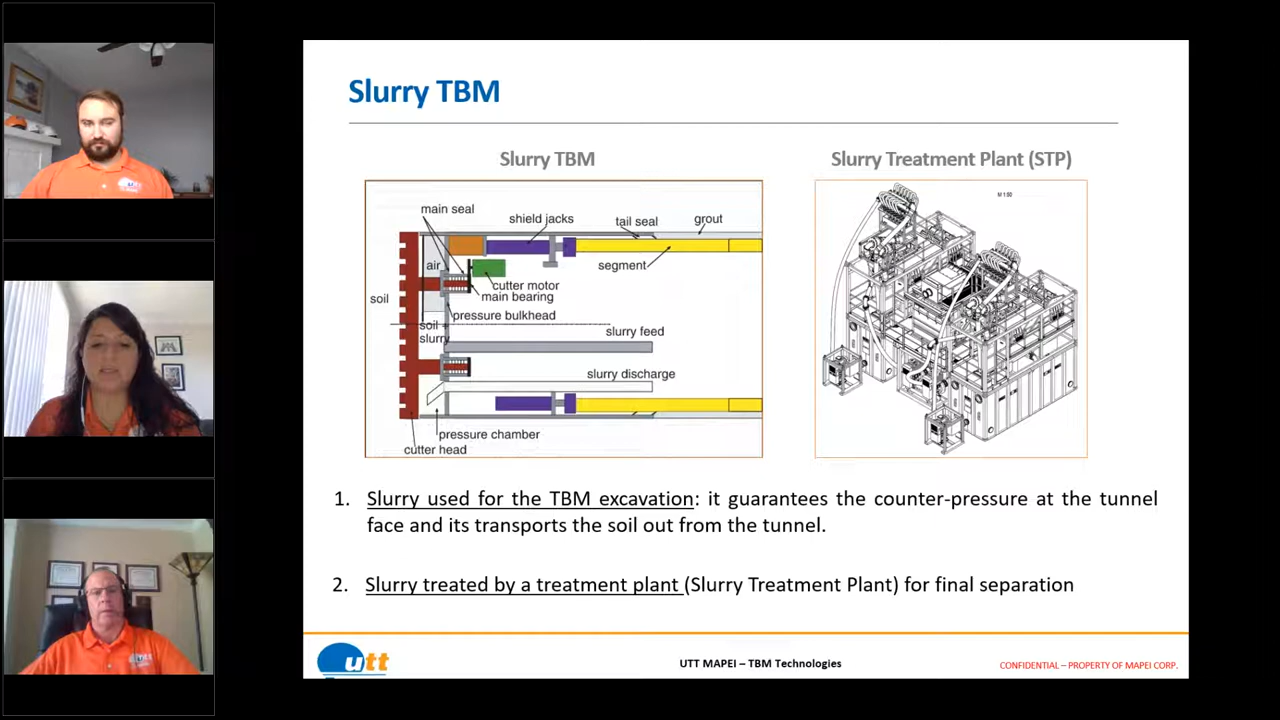 Slurry TBM
Slurry TBM
Slurry Treatment Plant (STP)
main seal
shield jacks
tail seal
grout
air
segment
cutter motor
main bearing
soil
pressure bulkhead
soil +
slurry
slurry feed
slurry discharge
pressure chamber
cutter head
M 1:50
1. Slurry used for the TBM excavation: it guarantees the counter-pressure at the tunnel
face and its transports the soil out from the tunnel.
2. Slurry treated by a treatment plant (Slurry Treatment Plant) for final separation
utt
UTT MAPEI – TBM Technologies
CONFIDENTIAL – PROPERTY OF MAPEI CORP.